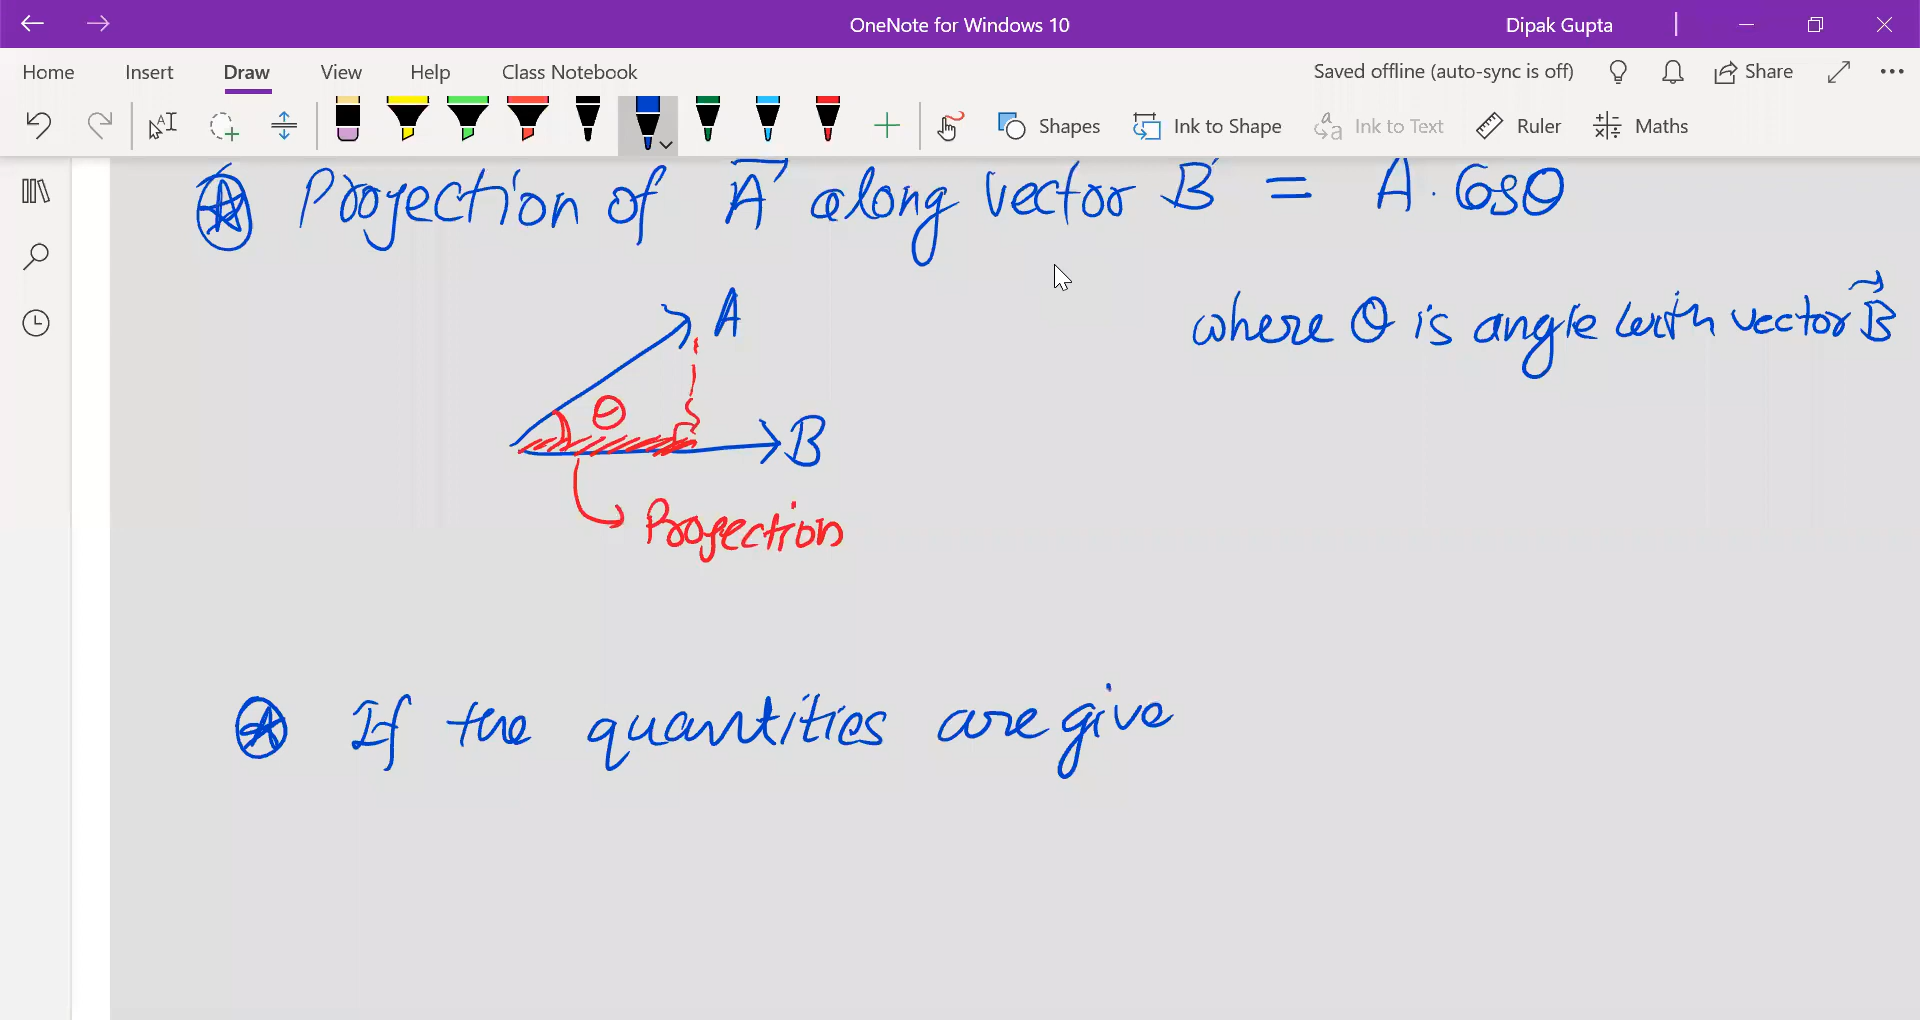 OneNote for Windows 10
Dipak Gupta
Home Insert Draw View Help Class Notebook
Saved offline (auto-sync is off) Share
Shapes Ink to Shape Ink to Text Ruler Maths
Projection of A along vector B = A . Cosθ
where θ is angle with vector B
A
θ
B
Projection
If the quantities are give